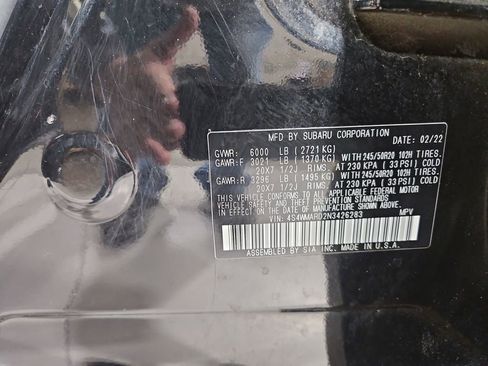 MFD BY SUBARU CORPORATION DATE: 02/22
GVWR: 6000 LB (2721 KG)
GAWR:F 3021 LB (1370 KG) WITH 245/50R20 102H TIRES.
20X7 1/2J RIMS. AT 230 KPA (33 PSI) COLD
GAWR:R 3296 LB (1495 KG) WITH 245/50R20 102H TIRES.
20X7 1/2J RIMS. AT 230 KPA (33 PSI) COLD
THIS VEHICLE CONFORMS TO ALL APPLICABLE FEDERAL MOTOR
VEHICLE SAFETY AND THEFT PREVENTION STANDARDS
IN EFFECT ON THE DATE OF MANUFACTURE SHOWN ABOVE.
V.I.N. 4S4WMARD2N3426283 MPV
ASSEMBLED BY SIA, INC. MADE IN U.S.A.